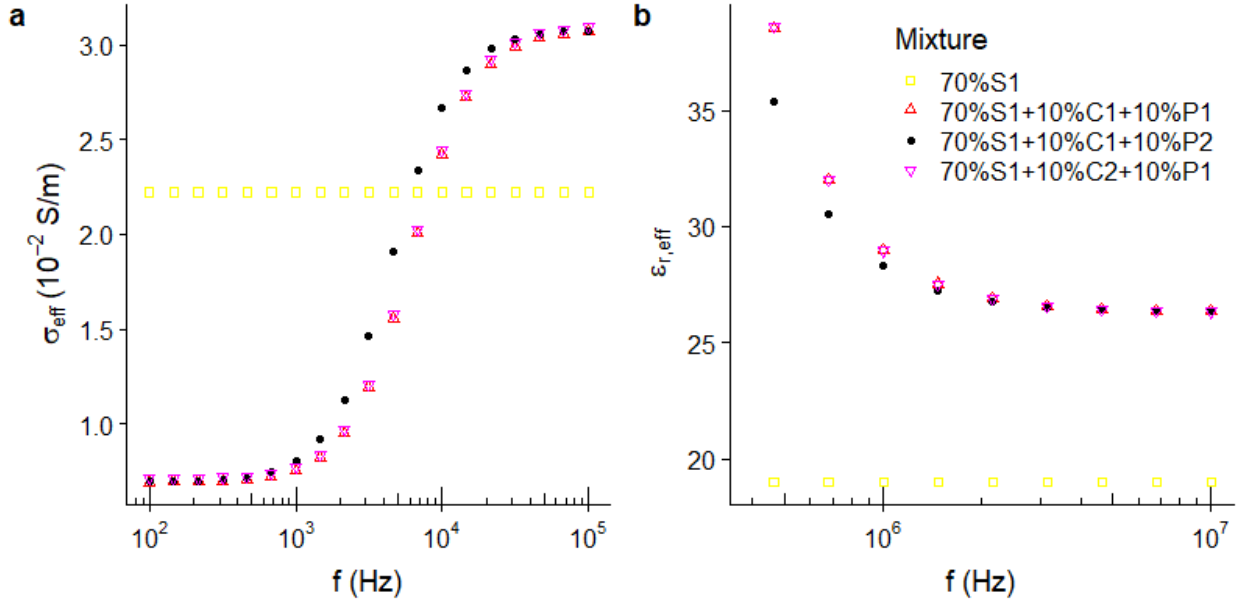 a
3.0
2.5
2.0
1.5
1.0
σeff (10⁻² S/m)
10² 10³ 10⁴ 10⁵
f (Hz)
b
35
30
25
20
εr,eff
Mixture
70%S1
70%S1+10%C1+10%P1
70%S1+10%C1+10%P2
70%S1+10%C2+10%P1
10⁶ 10⁷
f (Hz)